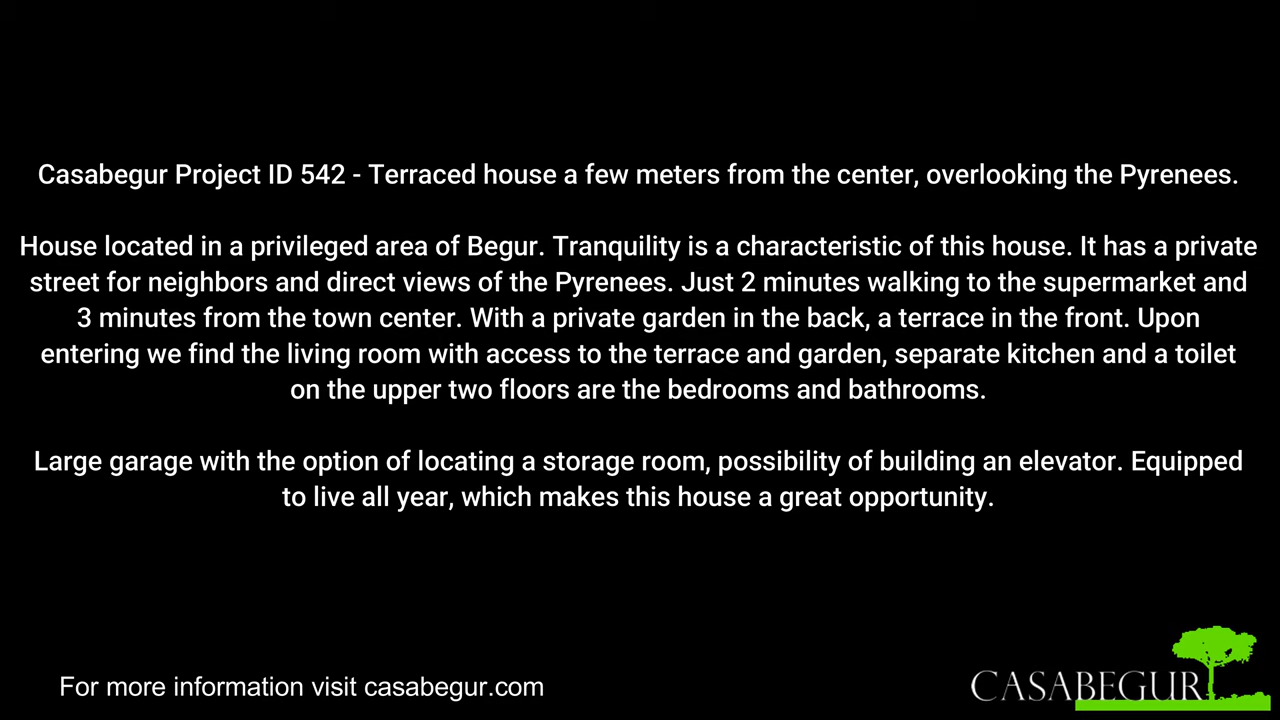 Casabegur Project ID 542 - Terraced house a few meters from the center, overlooking the Pyrenees.
House located in a privileged area of Begur. Tranquility is a characteristic of this house. It has a private
street for neighbors and direct views of the Pyrenees. Just 2 minutes walking to the supermarket and
3 minutes from the town center. With a private garden in the back, a terrace in the front. Upon
entering we find the living room with access to the terrace and garden, separate kitchen and a toilet
on the upper two floors are the bedrooms and bathrooms.
Large garage with the option of locating a storage room, possibility of building an elevator. Equipped
to live all year, which makes this house a great opportunity.
For more information visit casabegur.com
CASABEGUR